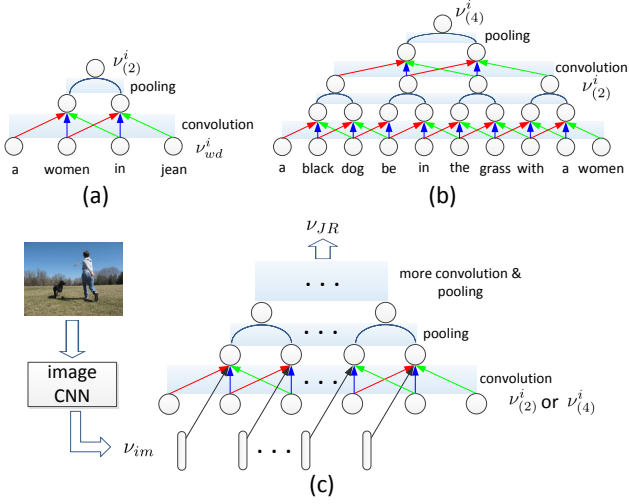 ν^i_(2)
pooling
convolution
ν^i_wd
a women in jean
(a)
ν^i_(4)
pooling
convolution
ν^i_(2)
a black dog be in the grass with a women
(b)
ν_JR
more convolution &
pooling
. . .
. . .
pooling
image
CNN
. . .
convolution
ν^i_(2) or ν^i_(4)
ν_im
. . .
(c)